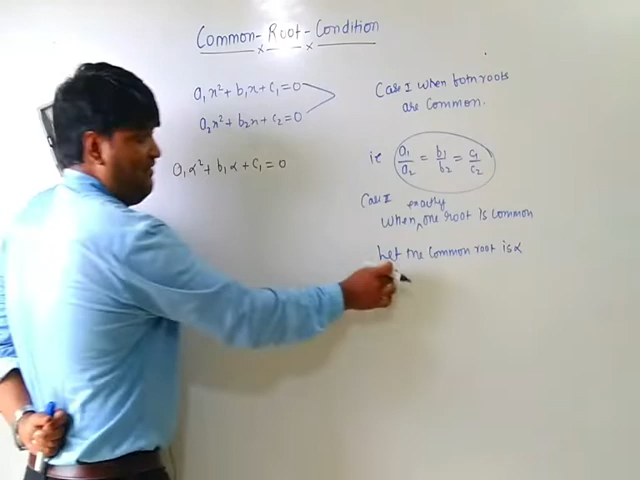 Common-Root-Condition
a₁x² + b₁x + c₁ = 0
a₂x² + b₂x + c₂ = 0
a₁α² + b₁α + c₁ = 0
Case I when both roots
are Common.
ie a₁/a₂ = b₁/b₂ = c₁/c₂
Case II
when exactly one root is common
Let the Common root is α